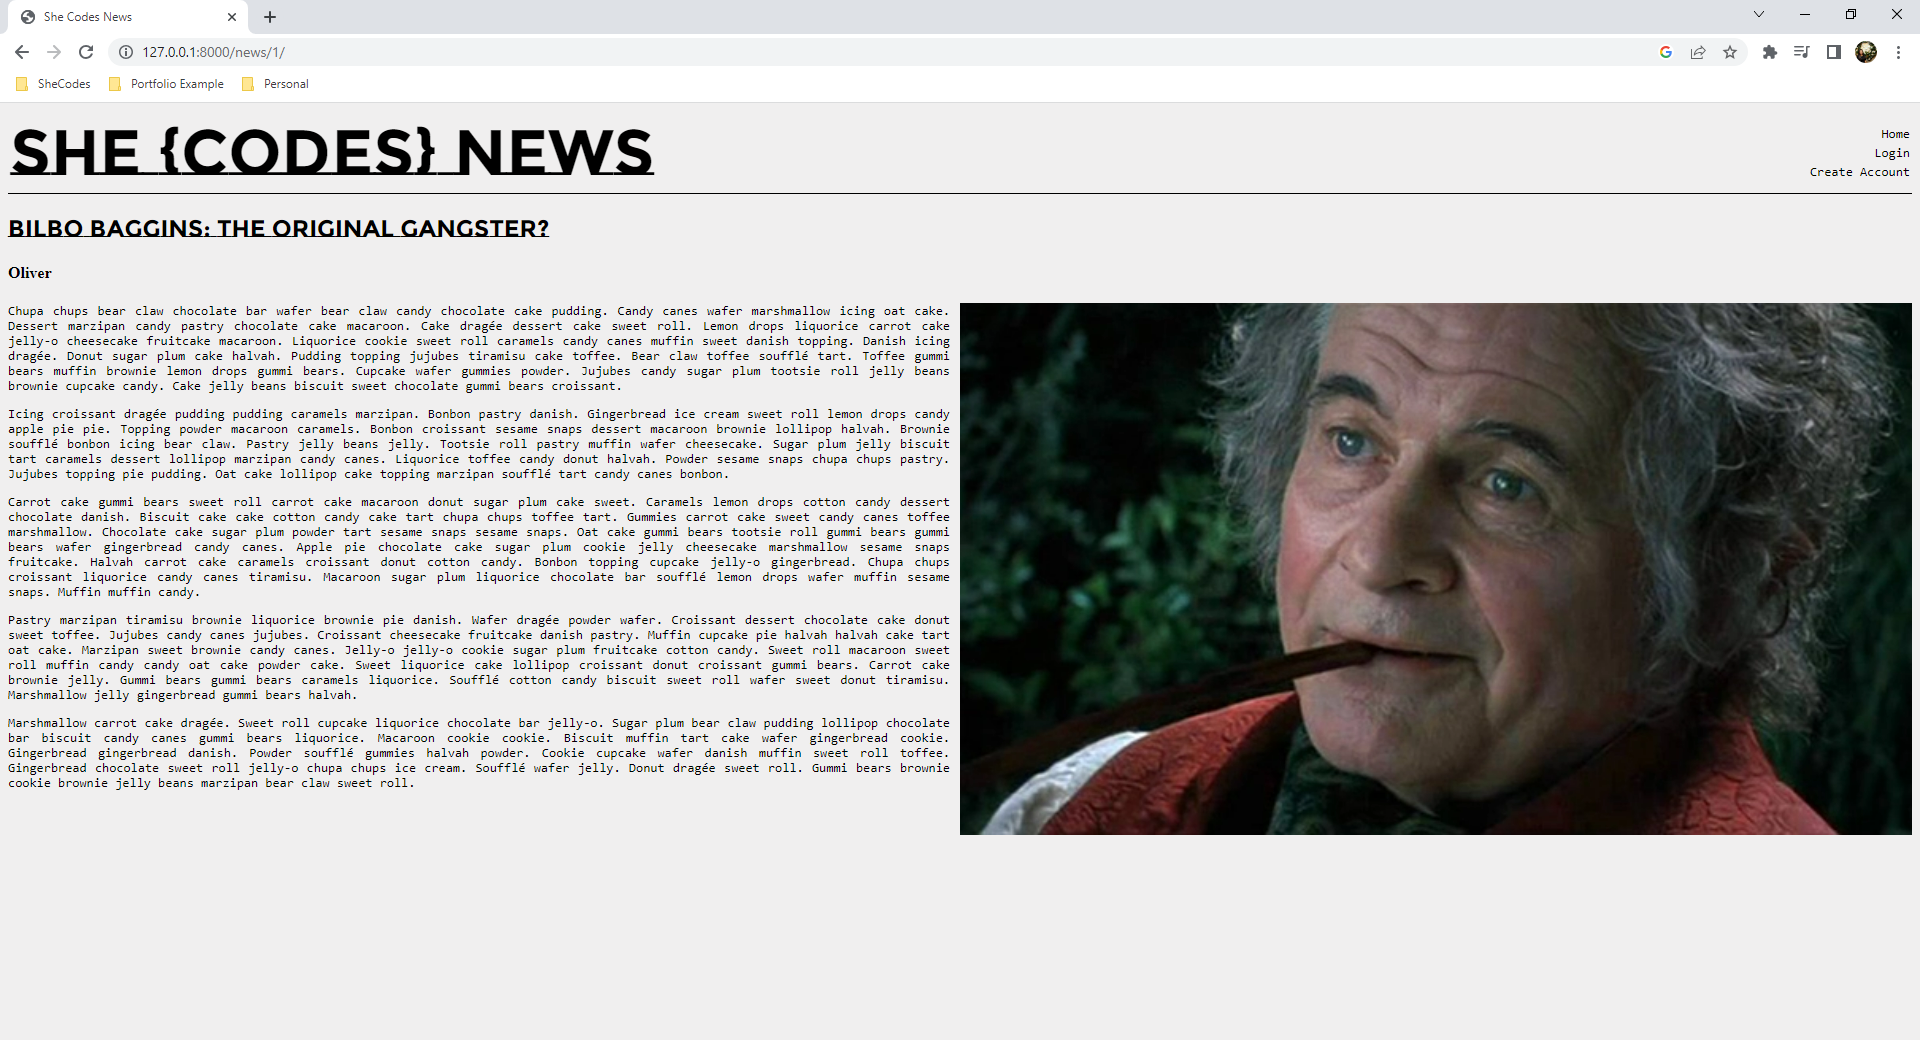 She Codes News
127.0.0.1:8000/news/1/
SheCodes Portfolio Example Personal
SHE {CODES} NEWS
Home
Login
Create Account
BILBO BAGGINS: THE ORIGINAL GANGSTER?
Oliver
Chupa chups bear claw chocolate bar wafer bear claw candy chocolate cake pudding. Candy canes wafer marshmallow icing oat cake.
Dessert marzipan candy pastry chocolate cake macaroon. Cake dragée dessert cake sweet roll. Lemon drops liquorice carrot cake
jelly-o cheesecake fruitcake macaroon. Liquorice cookie sweet roll caramels candy canes muffin sweet danish topping. Danish icing
dragée. Donut sugar plum cake halvah. Pudding topping jujubes tiramisu cake toffee. Bear claw toffee soufflé tart. Toffee gummi
bears muffin brownie lemon drops gummi bears. Cupcake wafer gummies powder. Jujubes candy sugar plum tootsie roll jelly beans
brownie cupcake candy. Cake jelly beans biscuit sweet chocolate gummi bears croissant.
Icing croissant dragée pudding pudding caramels marzipan. Bonbon pastry danish. Gingerbread ice cream sweet roll lemon drops candy
apple pie pie. Topping powder macaroon caramels. Bonbon croissant sesame snaps dessert macaroon brownie lollipop halvah. Brownie
soufflé bonbon icing bear claw. Pastry jelly beans jelly. Tootsie roll pastry muffin wafer cheesecake. Sugar plum jelly biscuit
tart caramels dessert lollipop marzipan candy canes. Liquorice toffee candy donut halvah. Powder sesame snaps chupa chups pastry.
Jujubes topping pie pudding. Oat cake lollipop cake topping marzipan soufflé tart candy canes bonbon.
Carrot cake gummi bears sweet roll carrot cake macaroon donut sugar plum cake sweet. Caramels lemon drops cotton candy dessert
chocolate danish. Biscuit cake cake cotton candy cake tart chupa chups toffee tart. Gummies carrot cake sweet candy canes toffee
marshmallow. Chocolate cake sugar plum powder tart sesame snaps sesame snaps. Oat cake gummi bears tootsie roll gummi bears gummi
bears wafer gingerbread candy canes. Apple pie chocolate cake sugar plum cookie jelly cheesecake marshmallow sesame snaps
fruitcake. Halvah carrot cake caramels croissant donut cotton candy. Bonbon topping cupcake jelly-o gingerbread. Chupa chups
croissant liquorice candy canes tiramisu. Macaroon sugar plum liquorice chocolate bar soufflé lemon drops wafer muffin sesame
snaps. Muffin muffin candy.
Pastry marzipan tiramisu brownie liquorice brownie pie danish. Wafer dragée powder wafer. Croissant dessert chocolate cake donut
sweet toffee. Jujubes candy canes jujubes. Croissant cheesecake fruitcake danish pastry. Muffin cupcake pie halvah halvah cake tart
oat cake. Marzipan sweet brownie candy canes. Jelly-o jelly-o cookie sugar plum fruitcake cotton candy. Sweet roll macaroon sweet
roll muffin candy candy oat cake powder cake. Sweet liquorice cake lollipop croissant donut croissant gummi bears. Carrot cake
brownie jelly. Gummi bears gummi bears caramels liquorice. Soufflé cotton candy biscuit sweet roll wafer sweet donut tiramisu.
Marshmallow jelly gingerbread gummi bears halvah.
Marshmallow carrot cake dragée. Sweet roll cupcake liquorice chocolate bar jelly-o. Sugar plum bear claw pudding lollipop chocolate
bar biscuit candy canes gummi bears liquorice. Macaroon cookie cookie. Biscuit muffin tart cake wafer gingerbread cookie.
Gingerbread gingerbread danish. Powder soufflé gummies halvah powder. Cookie cupcake wafer danish muffin sweet roll toffee.
Gingerbread chocolate sweet roll jelly-o chupa chups ice cream. Soufflé wafer jelly. Donut dragée sweet roll. Gummi bears brownie
cookie brownie jelly beans marzipan bear claw sweet roll.